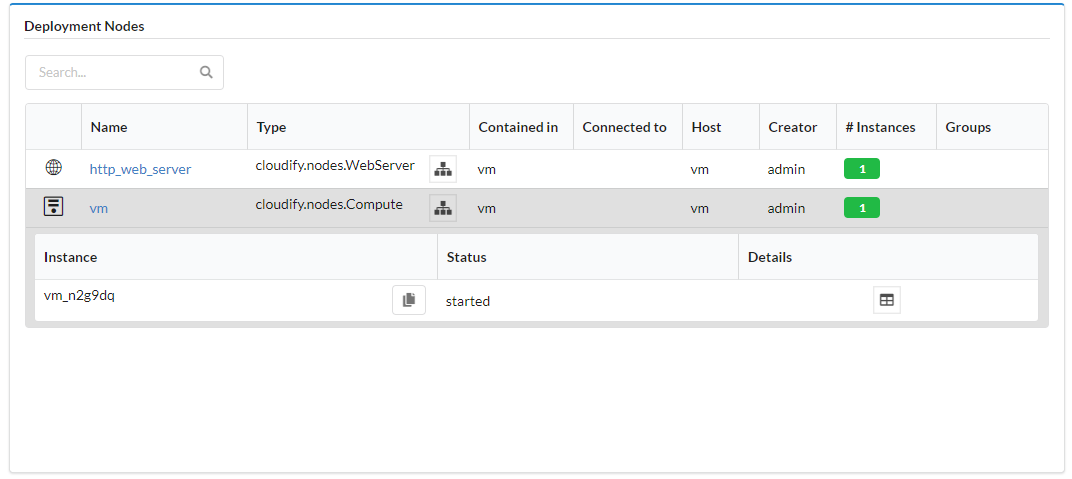 Deployment Nodes
Search...
Name Type Contained in Connected to Host Creator # Instances Groups
http_web_server cloudify.nodes.WebServer vm vm admin 1
vm cloudify.nodes.Compute vm vm admin 1
Instance Status Details
vm_n2g9dq started